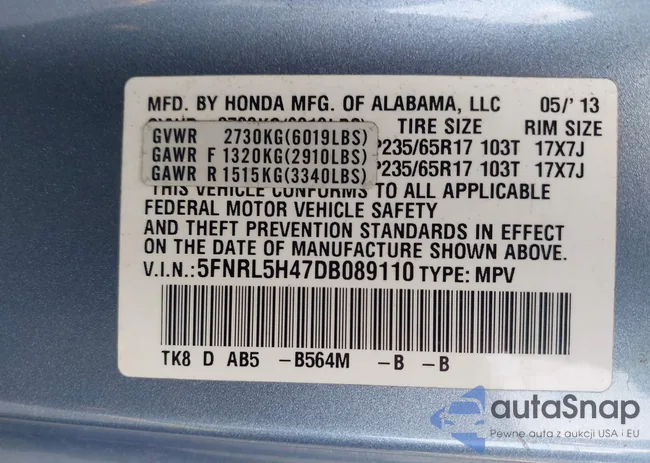 MFD. BY HONDA MFG. OF ALABAMA, LLC 05/'13
TIRE SIZE RIM SIZE
GVWR 2730KG(6019LBS)
GAWR F 1320KG(2910LBS) P235/65R17 103T 17X7J
GAWR R 1515KG(3340LBS) P235/65R17 103T 17X7J
THIS VEHICLE CONFORMS TO ALL APPLICABLE
FEDERAL MOTOR VEHICLE SAFETY
AND THEFT PREVENTION STANDARDS IN EFFECT
ON THE DATE OF MANUFACTURE SHOWN ABOVE.
V.I.N.: 5FNRL5H47DB089110 TYPE: MPV
TK8 D AB5 -B564M -B -B
autaSnap
Pewne auta z aukcji USA i EU